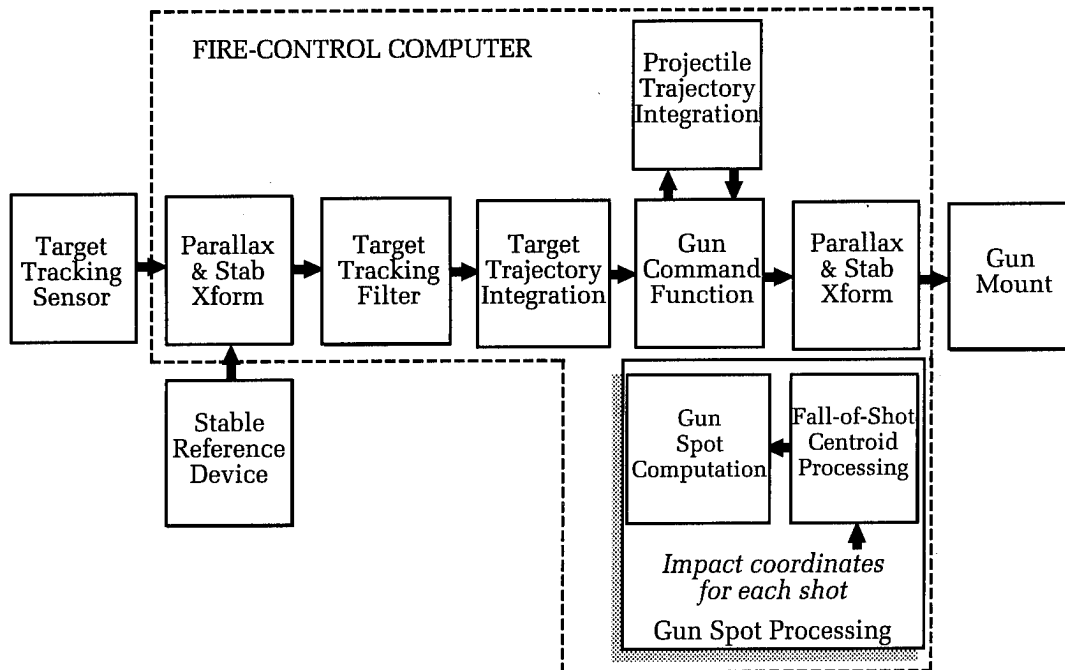 FIRE-CONTROL COMPUTER
Projectile
Trajectory
Integration
Target
Tracking
Sensor
Parallax
& Stab
Xform
Target
Tracking
Filter
Target
Trajectory
Integration
Gun
Command
Function
Parallax
& Stab
Xform
Gun
Mount
Stable
Reference
Device
Gun
Spot
Computation
Fall-of-Shot
Centroid
Processing
Impact coordinates
for each shot
Gun Spot Processing